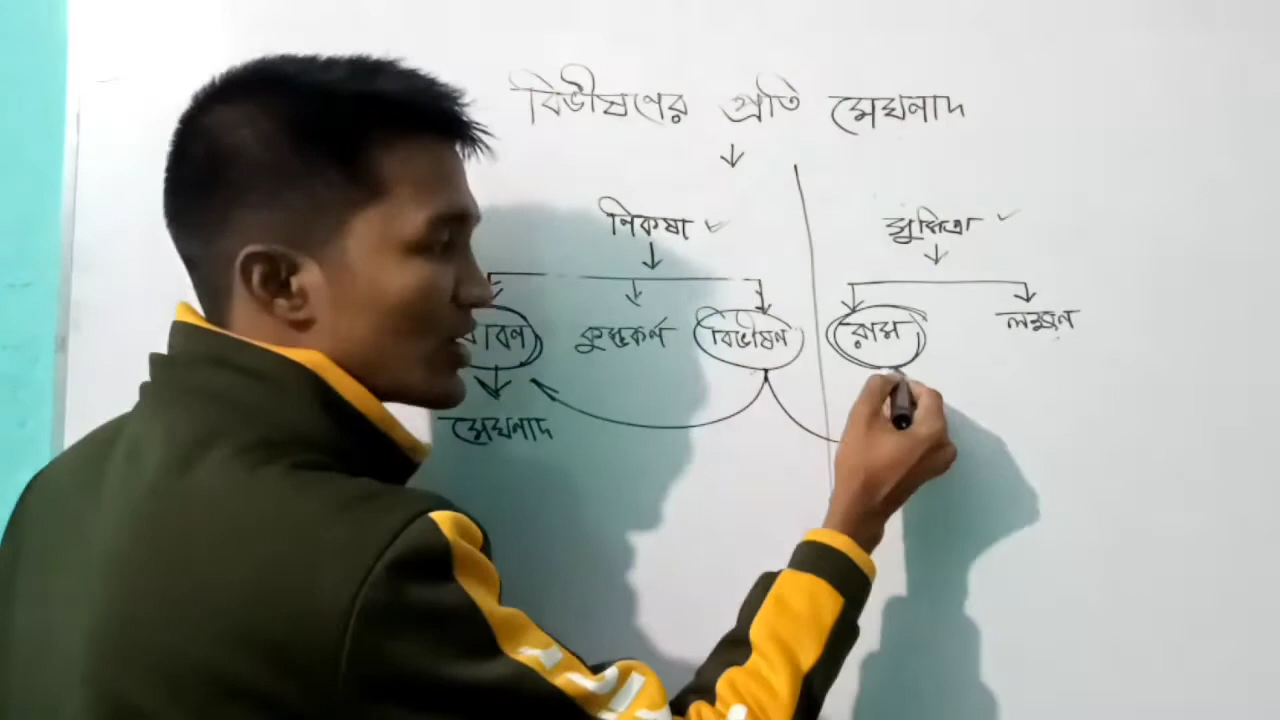 বিভীষণের প্রতি মেঘনাদ
নিকষা সুমিত্রা
রাবণ কুম্ভকর্ণ বিভীষণ রাম লক্ষ্মণ
মেঘনাদ